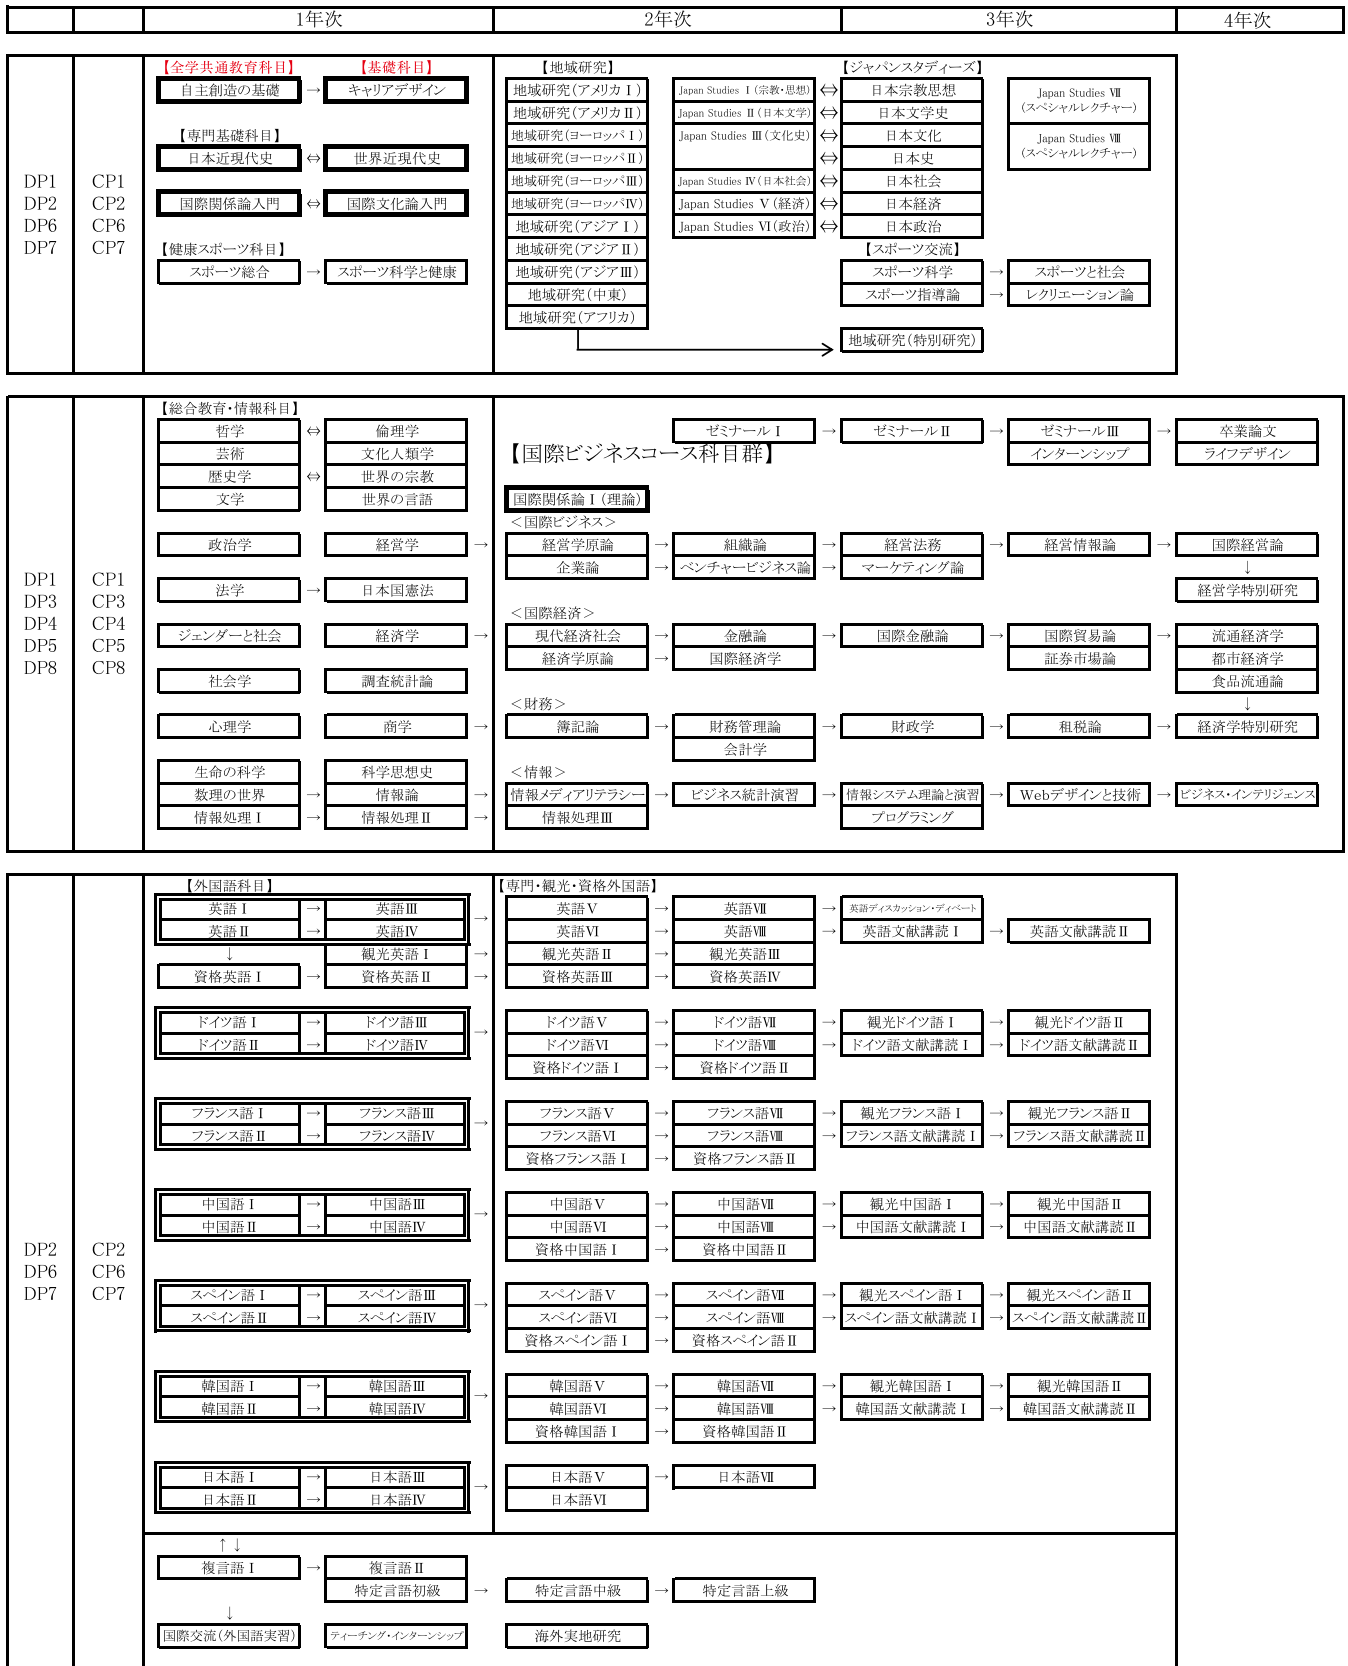 1年次 2年次 3年次 4年次
【全学共通教育科目】 【基礎科目】 【地域研究】 【ジャパンスタディーズ】
自主創造の基礎 → キャリアデザイン 地域研究(アメリカⅠ) Japan Studies Ⅰ(宗教・思想) ⇔ 日本宗教思想 Japan Studies Ⅶ
(スペシャルレクチャー)
地域研究(アメリカⅡ) Japan Studies Ⅱ(日本文学) ⇔ 日本文学史
【専門基礎科目】 地域研究(ヨーロッパⅠ) Japan Studies Ⅲ(文化史) ⇔ 日本文化 Japan Studies Ⅷ
(スペシャルレクチャー)
日本近現代史 ⇔ 世界近現代史 地域研究(ヨーロッパⅡ) ⇔ 日本史
DP1 CP1 地域研究(ヨーロッパⅢ) Japan Studies Ⅳ(日本社会) ⇔ 日本社会
DP2 CP2 国際関係論入門 ⇔ 国際文化論入門 地域研究(ヨーロッパⅣ) Japan Studies Ⅴ(経済) ⇔ 日本経済
DP6 CP6 地域研究(アジアⅠ) Japan Studies Ⅵ(政治) ⇔ 日本政治
DP7 CP7 【健康スポーツ科目】 地域研究(アジアⅡ) 【スポーツ交流】
スポーツ総合 → スポーツ科学と健康 地域研究(アジアⅢ) スポーツ科学 → スポーツと社会
地域研究(中東) スポーツ指導論 → レクリエーション論
地域研究(アフリカ)
地域研究(特別研究)
【総合教育・情報科目】
哲学 ⇔ 倫理学 ゼミナールⅠ → ゼミナールⅡ → ゼミナールⅢ → 卒業論文
芸術 文化人類学 【国際ビジネスコース科目群】 インターンシップ ライフデザイン
歴史学 ⇔ 世界の宗教
文学 世界の言語 国際関係論Ⅰ(理論)
<国際ビジネス>
政治学 経営学 → 経営学原論 → 組織論 → 経営法務 → 経営情報論 → 国際経営論
企業論 → ベンチャービジネス論 → マーケティング論 ↓
DP1 CP1 法学 → 日本国憲法 経営学特別研究
DP3 CP3 <国際経済>
DP4 CP4 ジェンダーと社会 経済学 → 現代経済社会 → 金融論 → 国際金融論 → 国際貿易論 → 流通経済学
DP5 CP5 経済学原論 → 国際経済学 証券市場論 都市経済学
DP8 CP8 社会学 調査統計論 食品流通論
<財務> ↓
心理学 商学 → 簿記論 → 財務管理論 → 財政学 → 租税論 → 経済学特別研究
会計学
生命の科学 科学思想史 <情報>
数理の世界 → 情報論 → 情報メディアリテラシー → ビジネス統計演習 → 情報システム理論と演習 → Webデザインと技術 → ビジネス・インテリジェンス
情報処理Ⅰ → 情報処理Ⅱ → 情報処理Ⅲ プログラミング
【外国語科目】 【専門・観光・資格外国語】
英語Ⅰ → 英語Ⅲ → 英語Ⅴ → 英語Ⅶ → 英語ディスカッション・ディベート
英語Ⅱ → 英語Ⅳ 英語Ⅵ → 英語Ⅷ → 英語文献講読Ⅰ → 英語文献講読Ⅱ
↓ 観光英語Ⅰ → 観光英語Ⅱ → 観光英語Ⅲ
資格英語Ⅰ → 資格英語Ⅱ → 資格英語Ⅲ → 資格英語Ⅳ
ドイツ語Ⅰ → ドイツ語Ⅲ → ドイツ語Ⅴ → ドイツ語Ⅶ → 観光ドイツ語Ⅰ → 観光ドイツ語Ⅱ
ドイツ語Ⅱ → ドイツ語Ⅳ ドイツ語Ⅵ → ドイツ語Ⅷ → ドイツ語文献講読Ⅰ → ドイツ語文献講読Ⅱ
資格ドイツ語Ⅰ → 資格ドイツ語Ⅱ
フランス語Ⅰ → フランス語Ⅲ → フランス語Ⅴ → フランス語Ⅶ → 観光フランス語Ⅰ → 観光フランス語Ⅱ
フランス語Ⅱ → フランス語Ⅳ フランス語Ⅵ → フランス語Ⅷ → フランス語文献講読Ⅰ → フランス語文献講読Ⅱ
資格フランス語Ⅰ → 資格フランス語Ⅱ
中国語Ⅰ → 中国語Ⅲ → 中国語Ⅴ → 中国語Ⅶ → 観光中国語Ⅰ → 観光中国語Ⅱ
中国語Ⅱ → 中国語Ⅳ 中国語Ⅵ → 中国語Ⅷ → 中国語文献講読Ⅰ → 中国語文献講読Ⅱ
DP2 CP2 資格中国語Ⅰ → 資格中国語Ⅱ
DP6 CP6
DP7 CP7 スペイン語Ⅰ → スペイン語Ⅲ → スペイン語Ⅴ → スペイン語Ⅶ → 観光スペイン語Ⅰ → 観光スペイン語Ⅱ
スペイン語Ⅱ → スペイン語Ⅳ スペイン語Ⅵ → スペイン語Ⅷ → スペイン語文献講読Ⅰ → スペイン語文献講読Ⅱ
資格スペイン語Ⅰ → 資格スペイン語Ⅱ
韓国語Ⅰ → 韓国語Ⅲ → 韓国語Ⅴ → 韓国語Ⅶ → 観光韓国語Ⅰ → 観光韓国語Ⅱ
韓国語Ⅱ → 韓国語Ⅳ 韓国語Ⅵ → 韓国語Ⅷ → 韓国語文献講読Ⅰ → 韓国語文献講読Ⅱ
資格韓国語Ⅰ → 資格韓国語Ⅱ
日本語Ⅰ → 日本語Ⅲ → 日本語Ⅴ → 日本語Ⅶ
日本語Ⅱ → 日本語Ⅳ 日本語Ⅵ
↑ ↓
複言語Ⅰ → 複言語Ⅱ
特定言語初級 → 特定言語中級 → 特定言語上級
↓
国際交流(外国語実習) ティーチング・インターンシップ 海外実地研究